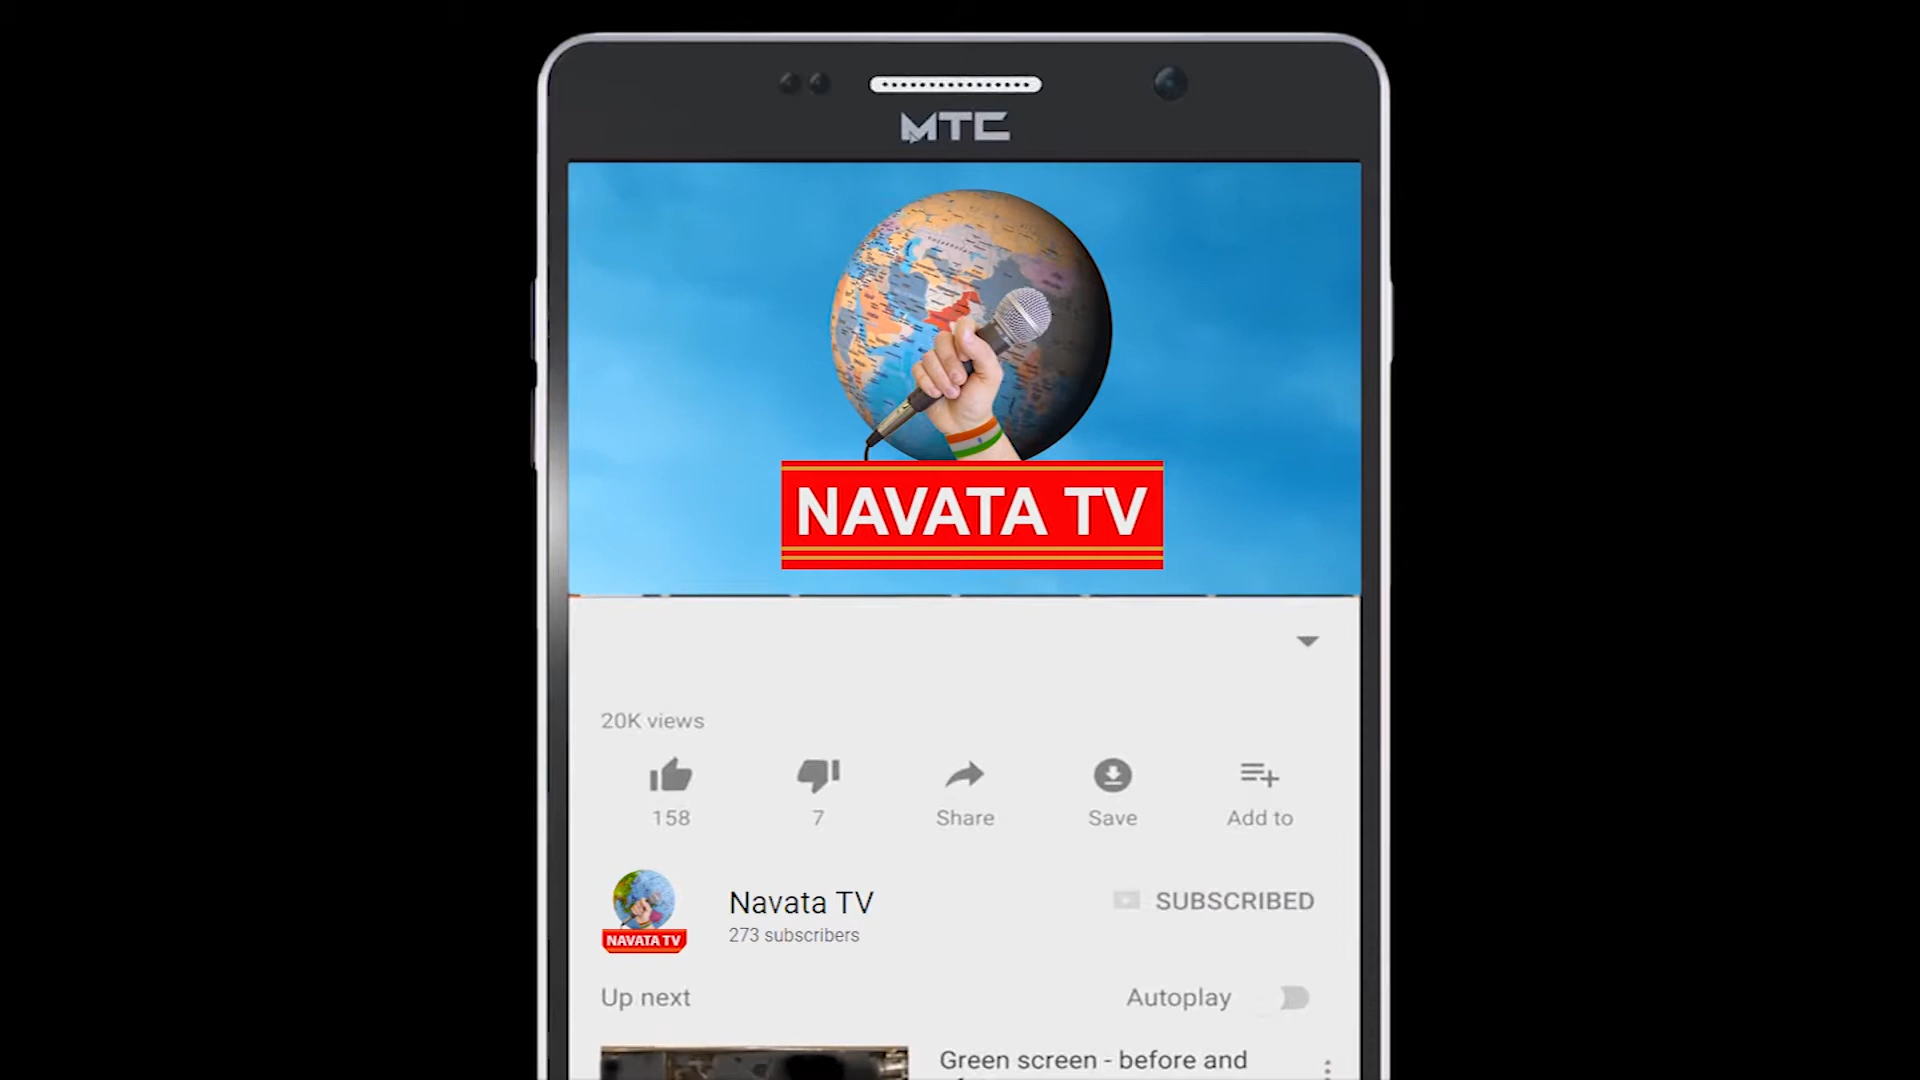 MTC
NAVATA TV
20K views
158
7
Share
Save
Add to
NAVATA TV
Navata TV
273 subscribers
SUBSCRIBED
Up next
Autoplay
Green screen - before and